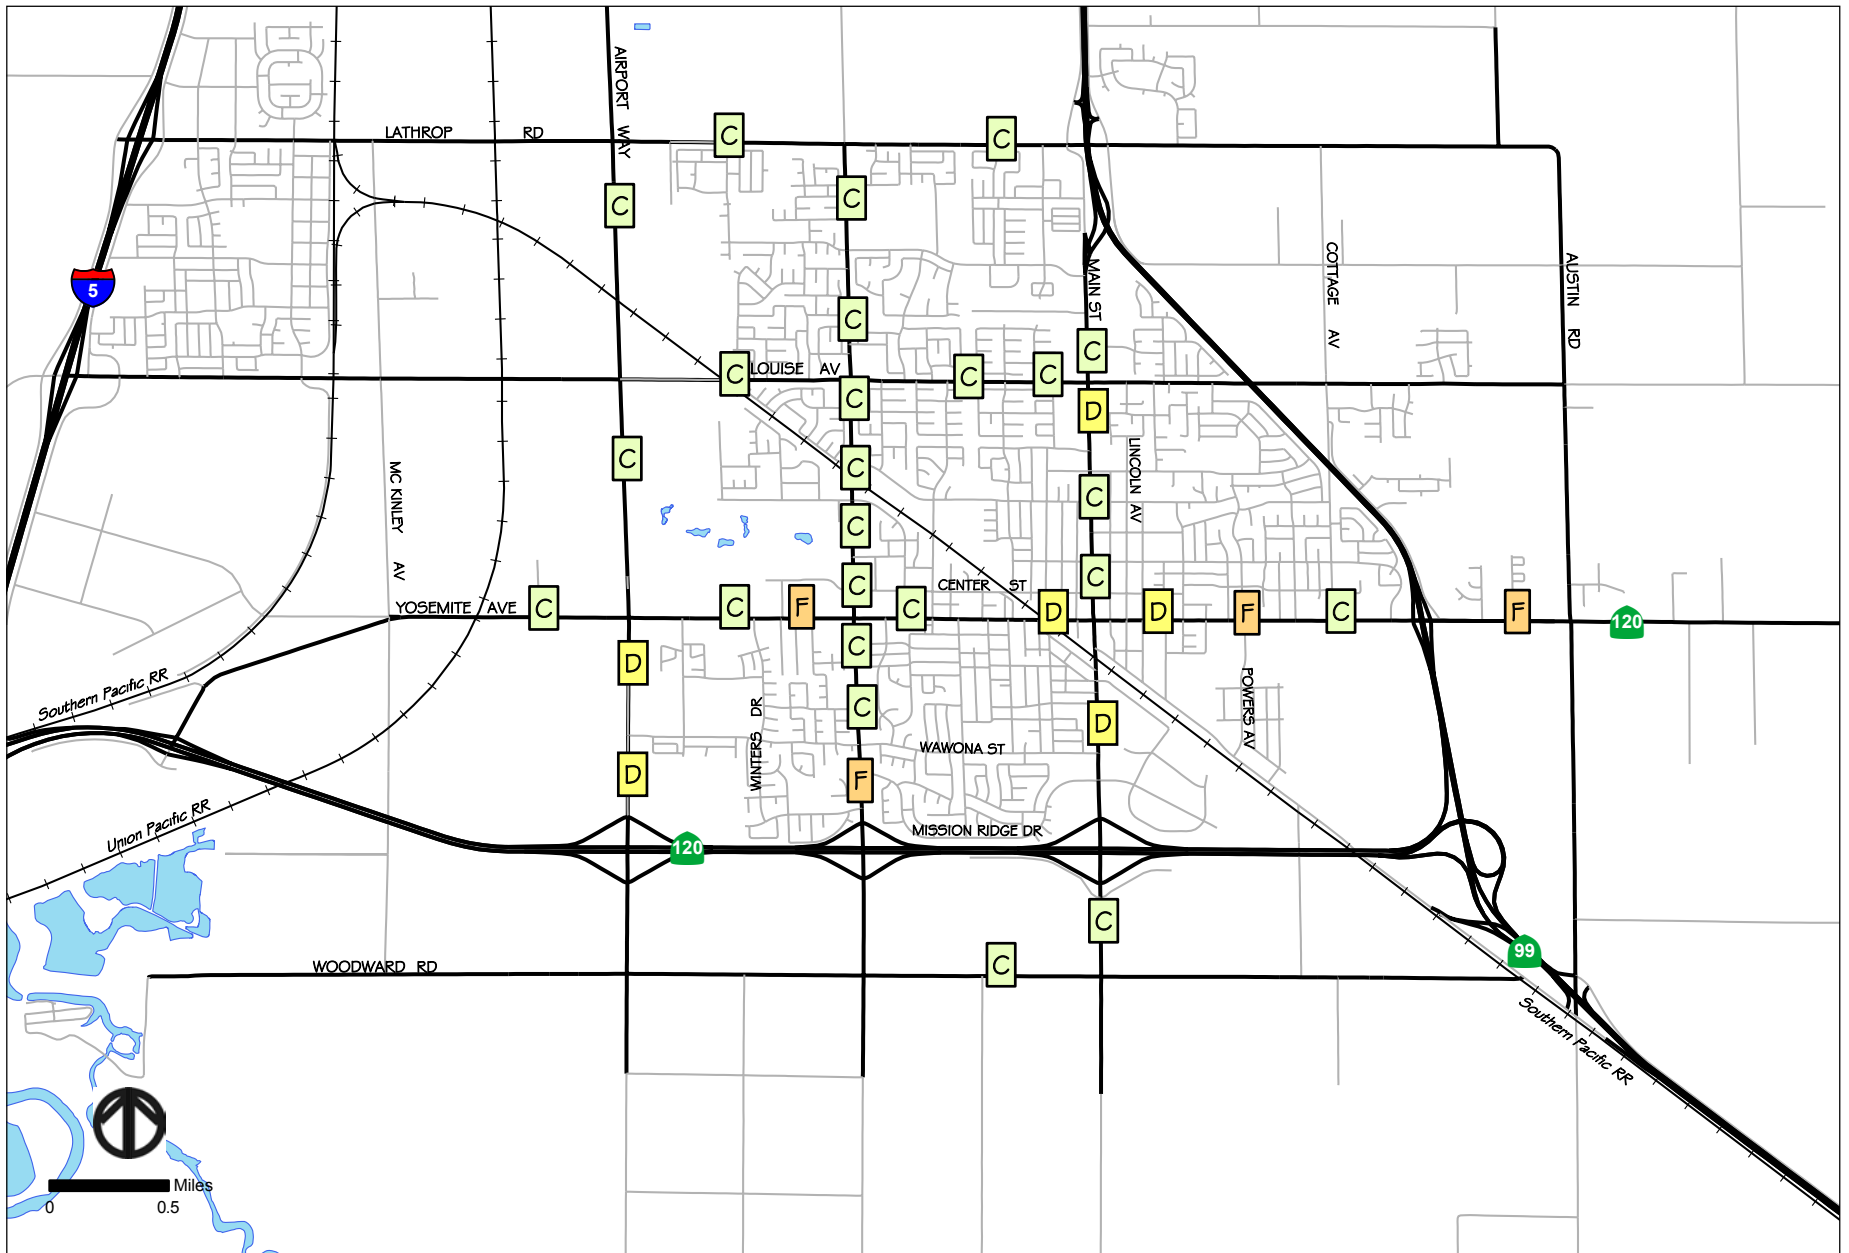 AIRPORT WAY
LATHROP RD
C
C
C
C
5
MAIN ST
COTTAGE AV
AUSTIN RD
C
C
C
LOUISE AV
C
C
C
D
LINCOLN AV
C
C
MC KINLEY AV
C
C
C
C
CENTER ST
YOSEMITE AVE
C
C
F
C
D
D
F
C
F
120
C
D
Southern Pacific RR
POWERS AV
WINTERS DR
C
D
WAWONA ST
D
F
Union Pacific RR
MISSION RIDGE DR
120
C
WOODWARD RD
C
99
Southern Pacific RR
Miles
0 0.5